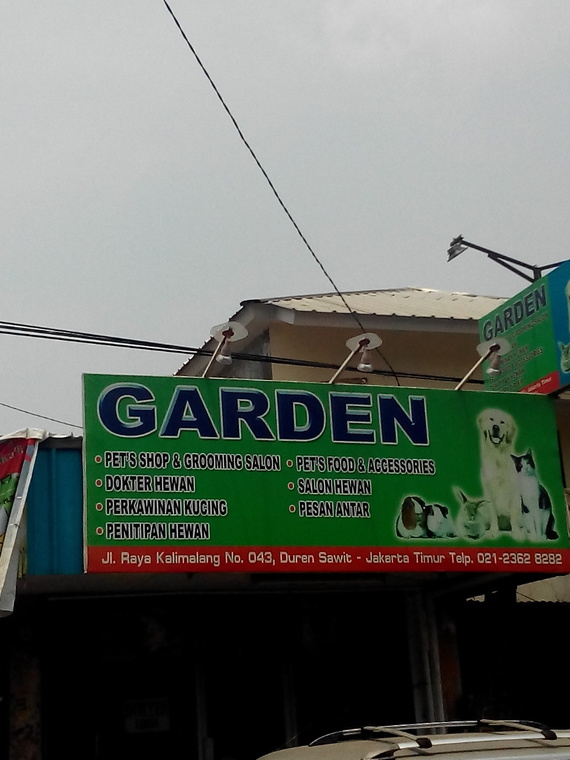 GARDEN
• PET'S SHOP & GROOMING SALON
• DOKTER HEWAN
• PERKAWINAN KUCING
• PENITIPAN HEWAN
• PET'S FOOD & ACCESSORIES
• SALON HEWAN
• PESAN ANTAR
Jl. Raya Kalimalang No. 043, Duren Sawit - Jakarta Timur Telp. 021-2362 8282
GARDEN